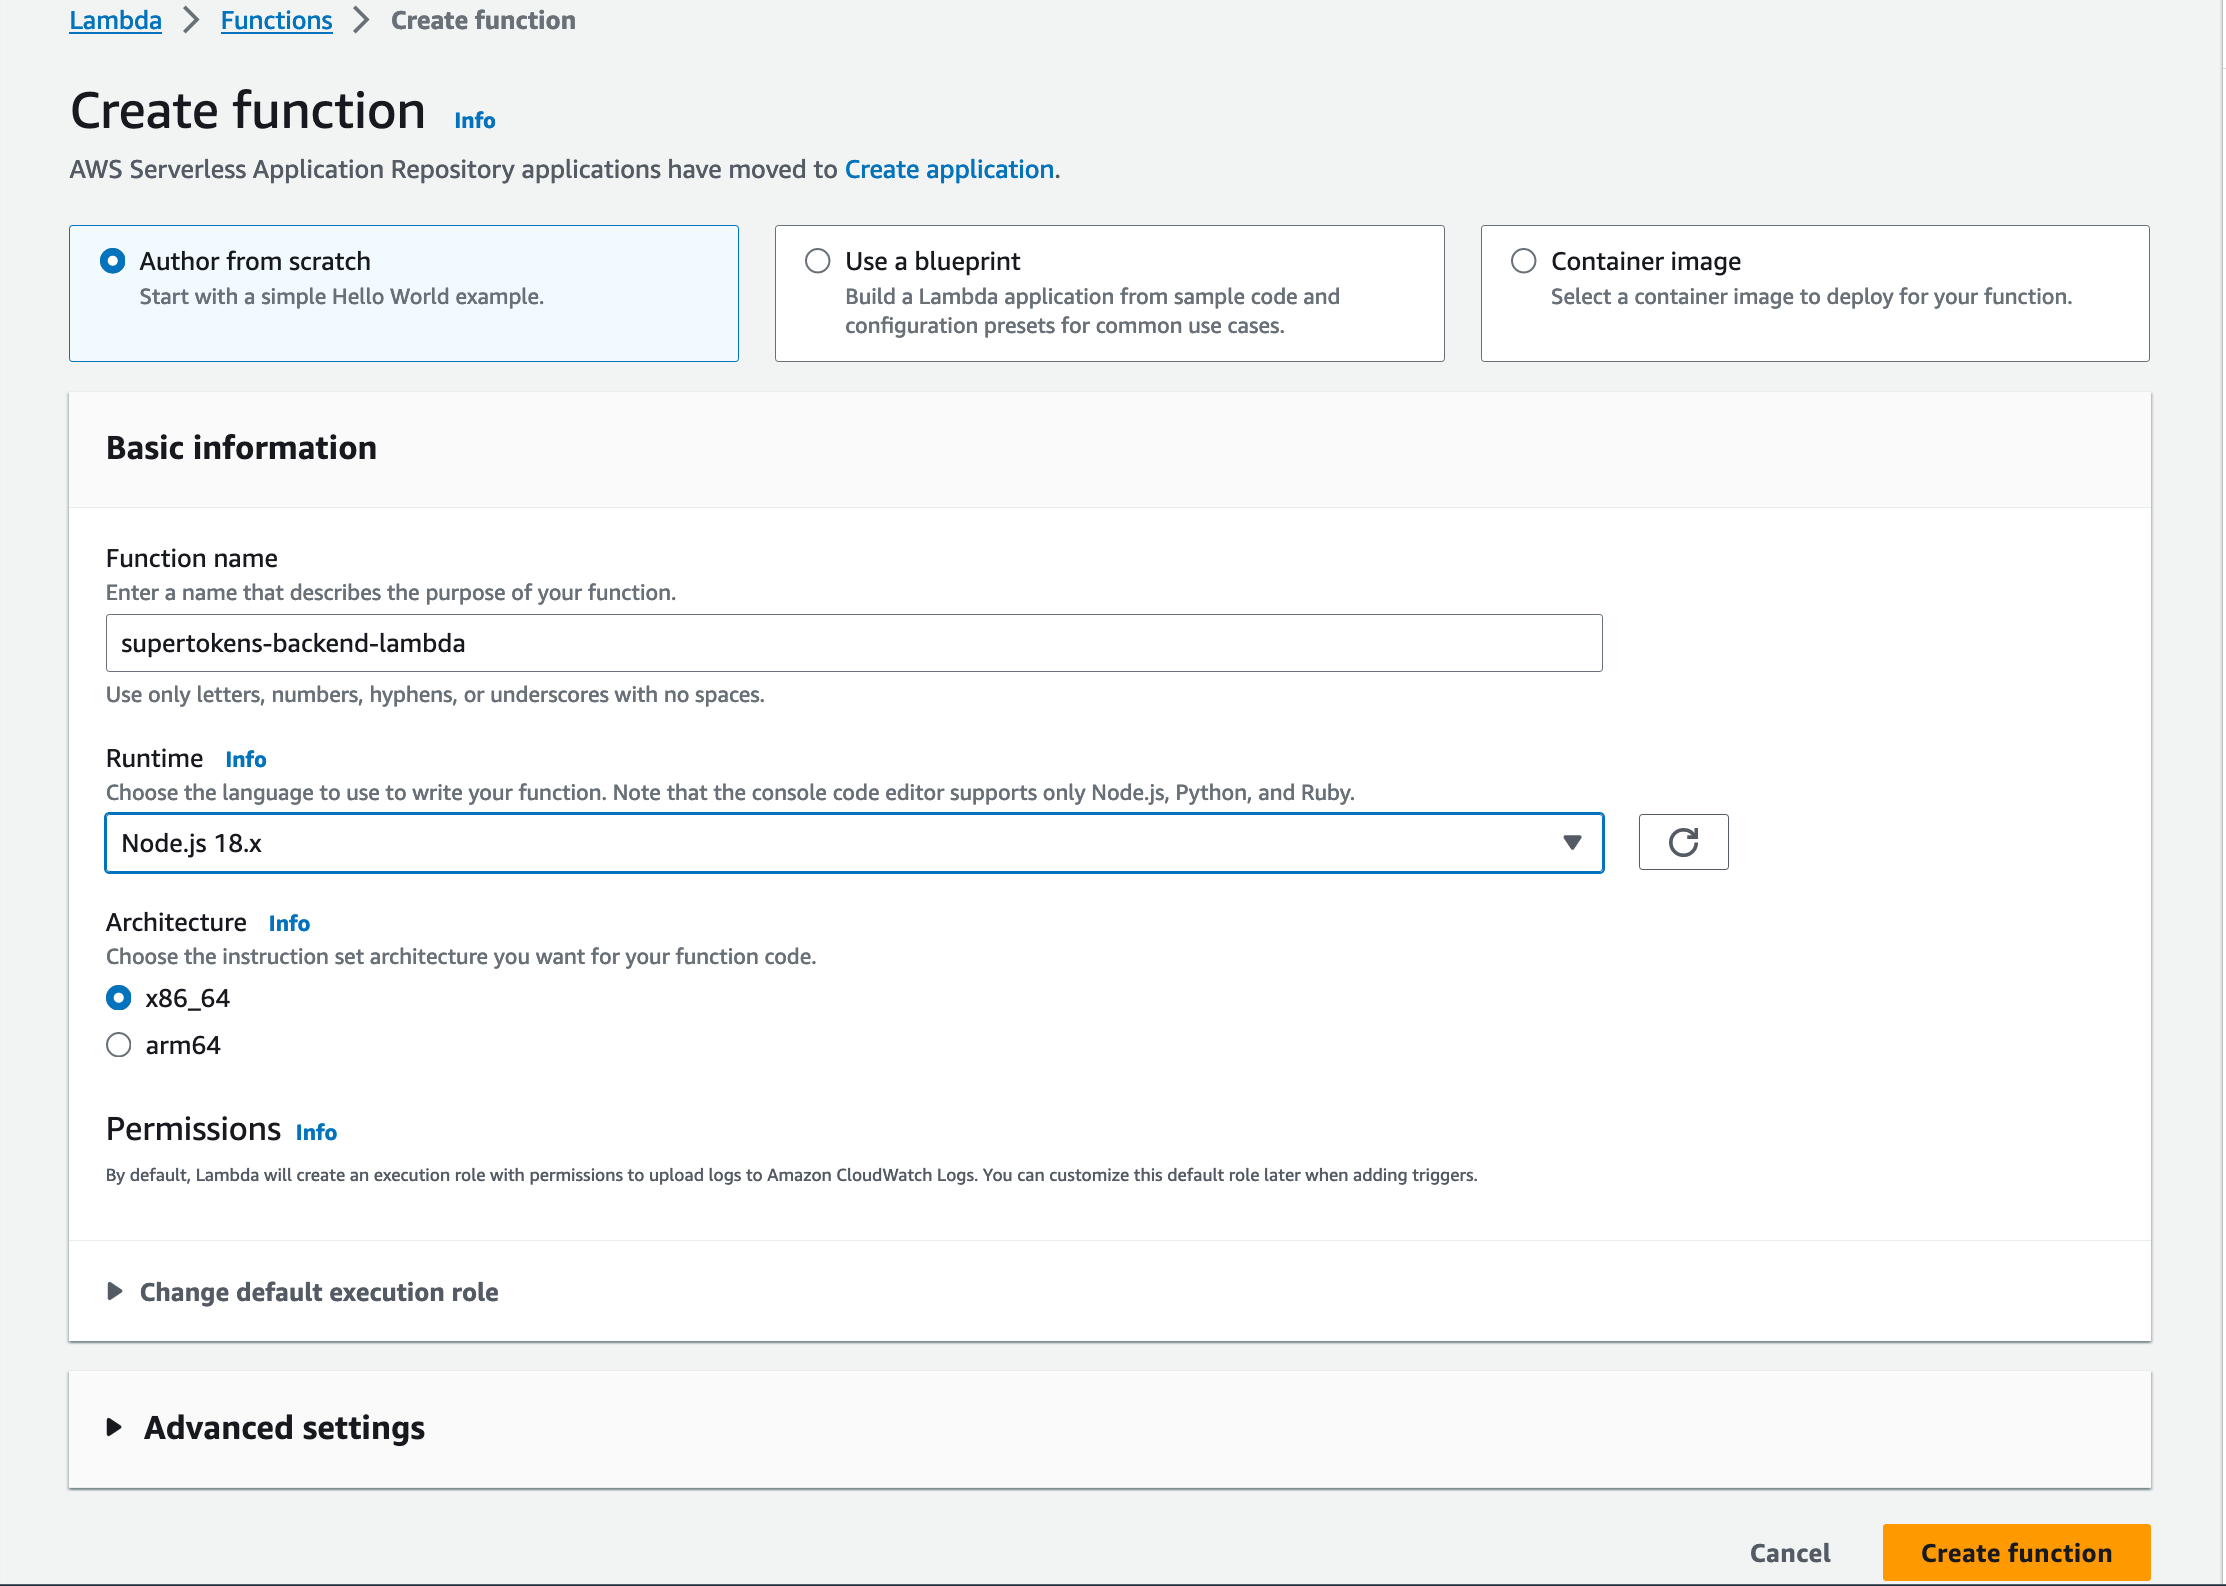 Lambda > Functions > Create function
Create function Info
AWS Serverless Application Repository applications have moved to Create application.
Author from scratch
Start with a simple Hello World example.
Use a blueprint
Build a Lambda application from sample code and
configuration presets for common use cases.
Container image
Select a container image to deploy for your function.
Basic information
Function name
Enter a name that describes the purpose of your function.
supertokens-backend-lambda
Use only letters, numbers, hyphens, or underscores with no spaces.
Runtime Info
Choose the language to use to write your function. Note that the console code editor supports only Node.js, Python, and Ruby.
Node.js 18.x
Architecture Info
Choose the instruction set architecture you want for your function code.
x86_64
arm64
Permissions Info
By default, Lambda will create an execution role with permissions to upload logs to Amazon CloudWatch Logs. You can customize this default role later when adding triggers.
Change default execution role
Advanced settings
Cancel
Create function